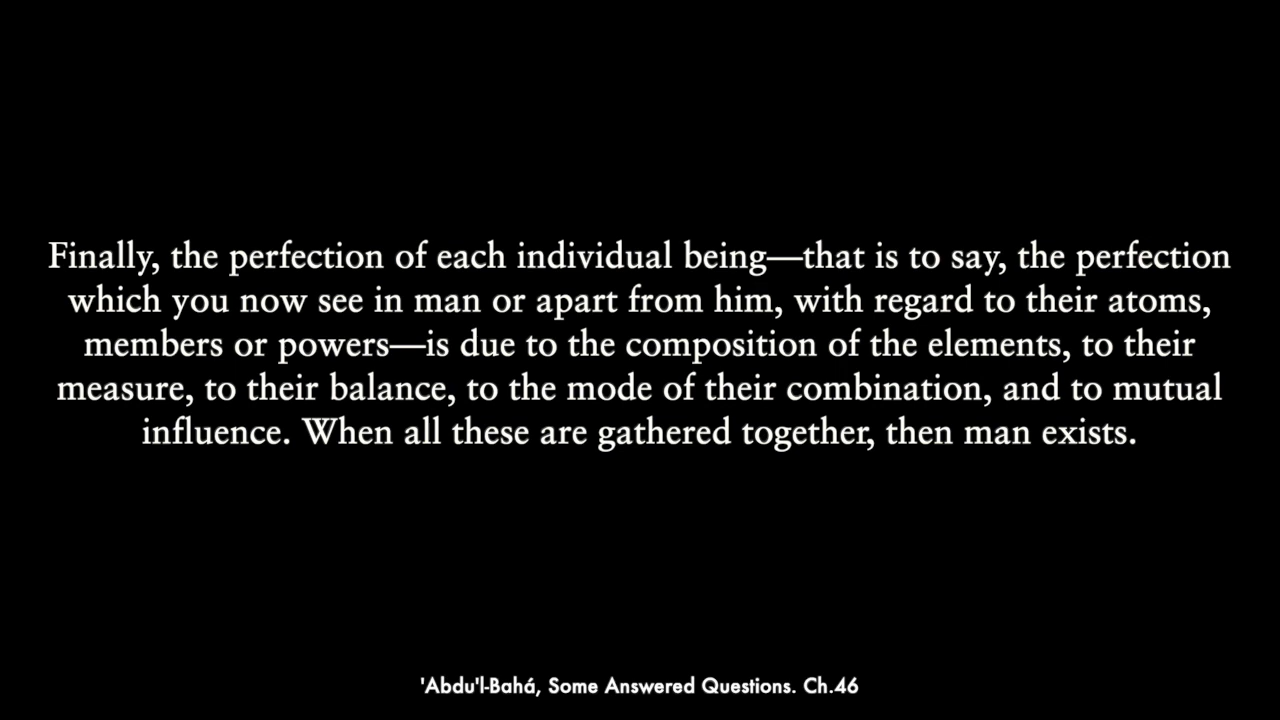 Finally, the perfection of each individual being—that is to say, the perfection
which you now see in man or apart from him, with regard to their atoms,
members or powers—is due to the composition of the elements, to their
measure, to their balance, to the mode of their combination, and to mutual
influence. When all these are gathered together, then man exists.
'Abdu'l-Bahá, Some Answered Questions. Ch.46